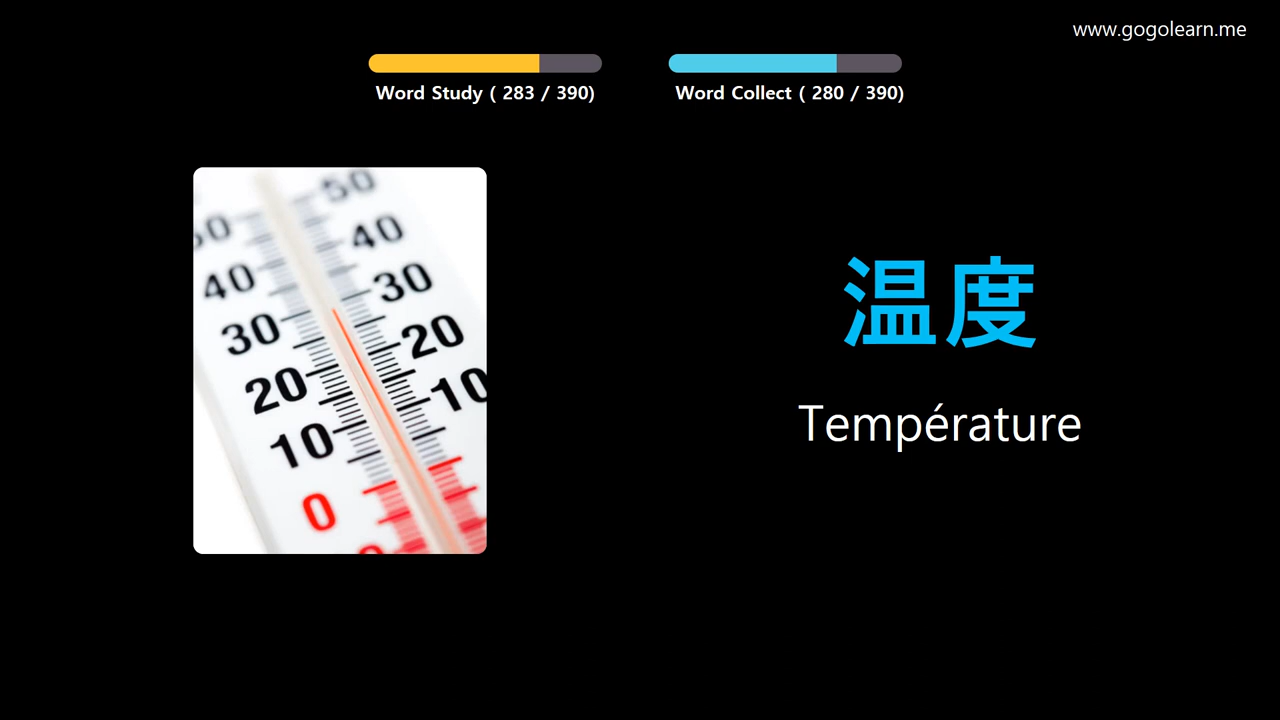 www.gogolearn.me
Word Study ( 283 / 390)
Word Collect ( 280 / 390)
50
50
40
40
30
30
20
20
10
10
0
温度
Température